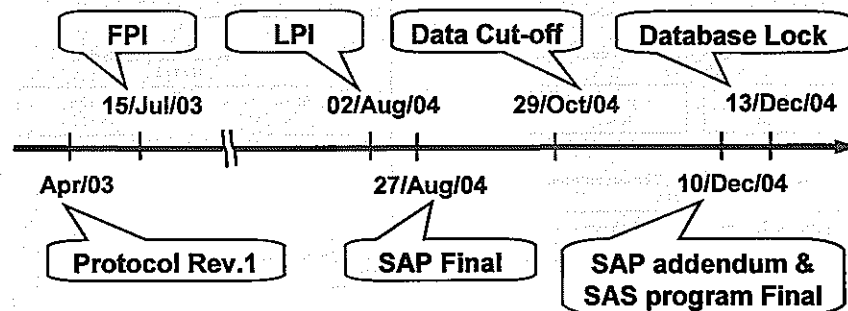 FPI
LPI
Data Cut-off
Database Lock
15/Jul/03
02/Aug/04
29/Oct/04
13/Dec/04
Apr/03
27/Aug/04
10/Dec/04
Protocol Rev.1
SAP Final
SAP addendum &
SAS program Final